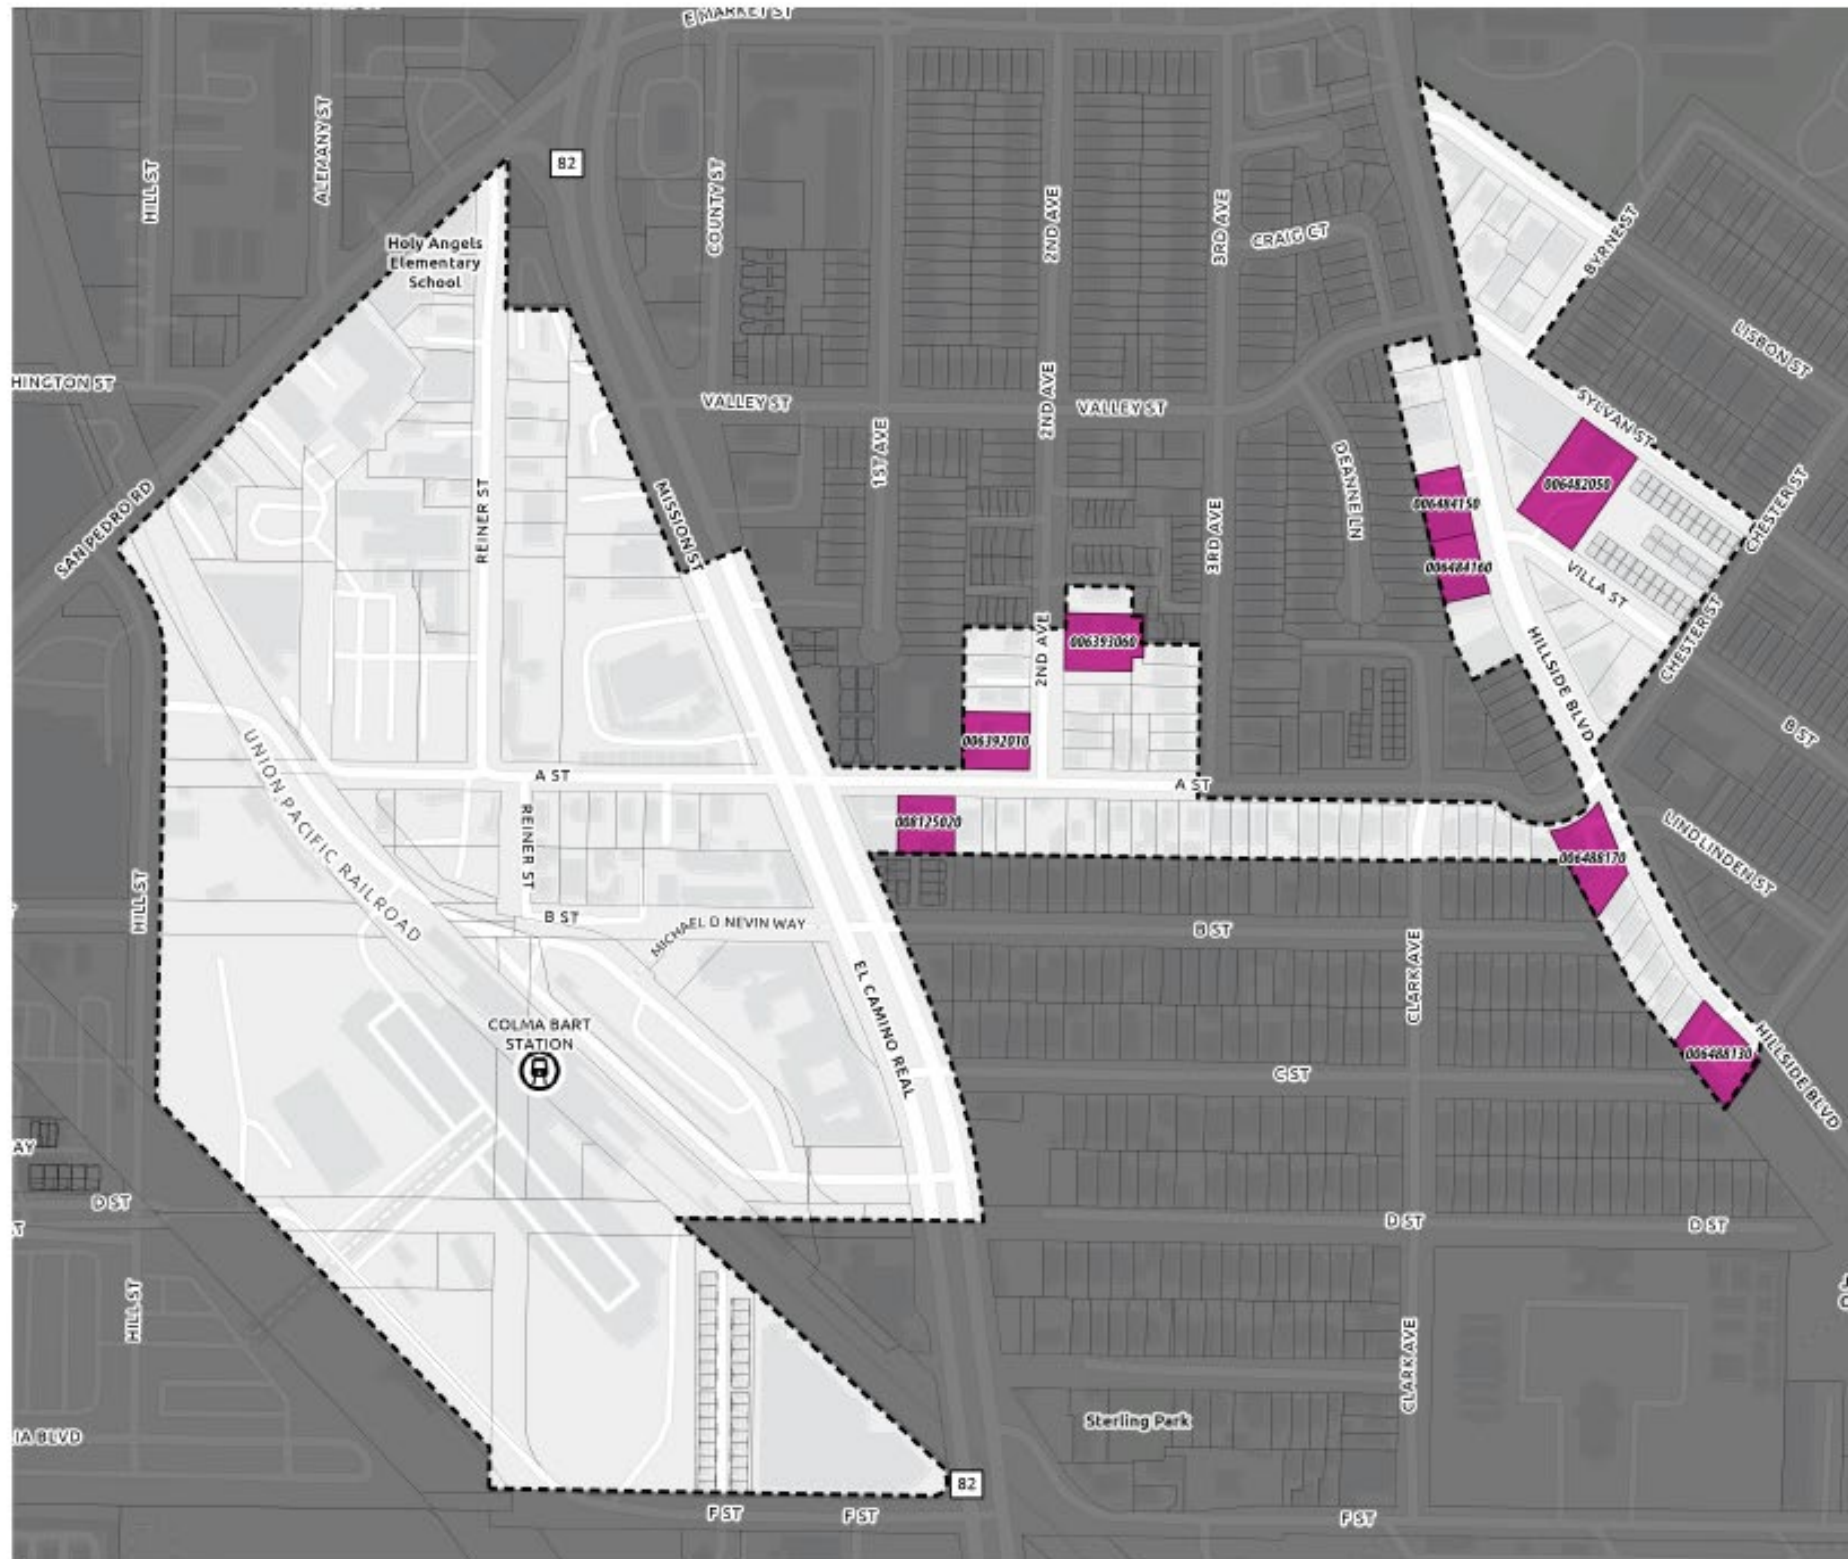 E MARKET ST
82
HILL ST
ALEMANY ST
COUNTY ST
2ND AVE
3RD AVE
CRAIG CT
BYRNE ST
Holy Angels
Elementary
School
LISBON ST
HINGTON ST
VALLEY ST
2ND AVE
VALLEY ST
SYLVAN ST
1ST AVE
DEANNE LN
SAN PEDRO RD
REINER ST
MISSION ST
3RD AVE
006484150
006482050
CHESTER ST
006484160
VILLA ST
2ND AVE
006393060
CHESTER ST
HILLSIDE BLVD
B ST
006392010
UNION PACIFIC RAILROAD
A ST
A ST
REINER ST
008125020
006488170
LINDEN ST
HILL ST
B ST
MICHAEL D NEVIN WAY
B ST
CLARK AVE
EL CAMINO REAL
COLMA BART
STATION
C ST
006488130
HILLSIDE BLVD
AY
D ST
D ST
D ST
HILL ST
CLARK AVE
Sterling Park
IA BLVD
82
F ST
F ST
F ST